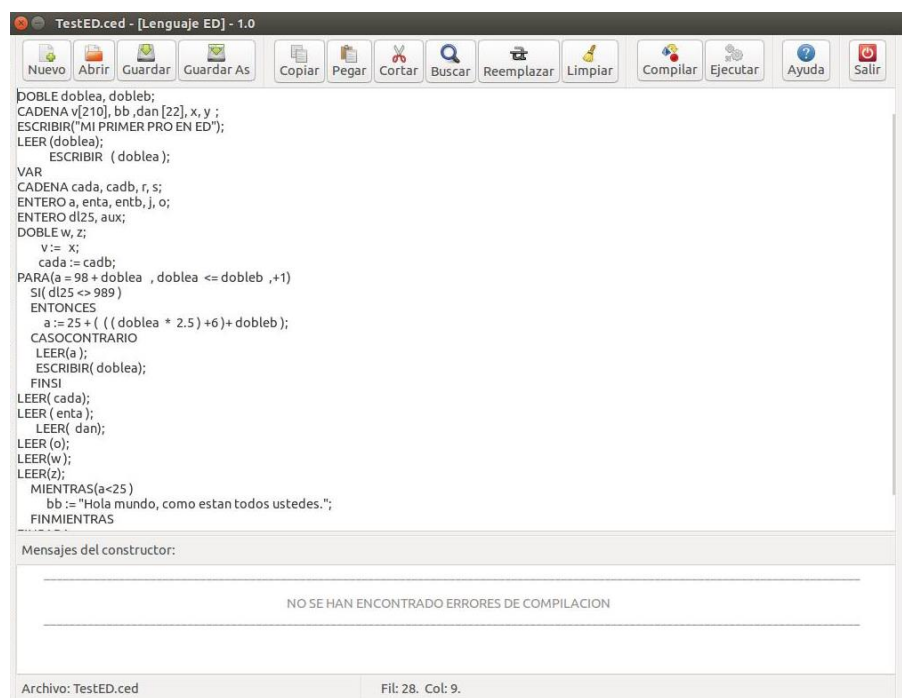 TestED.ced - [Lenguaje ED] - 1.0
Nuevo Abrir Guardar Guardar As Copiar Pegar Cortar Buscar Reemplazar Limpiar Compilar Ejecutar Ayuda Salir
DOBLE doblea, dobleb;
CADENA v[210], bb ,dan [22], x, y ;
ESCRIBIR("MI PRIMER PRO EN ED");
LEER (doblea);
ESCRIBIR ( doblea );
VAR
CADENA cada, cadb, r, s;
ENTERO a, enta, entb, j, o;
ENTERO dl25, aux;
DOBLE w, z;
v := x;
cada := cadb;
PARA(a = 98 + doblea , doblea <= dobleb ,+1)
SI( dl25 <> 989 )
ENTONCES
a := 25 + ( ( ( doblea * 2.5 ) +6 )+ dobleb );
CASOCONTRARIO
LEER(a );
ESCRIBIR( doblea);
FINSI
LEER( cada);
LEER ( enta );
LEER( dan);
LEER (o);
LEER(w );
LEER(z);
MIENTRAS(a<25 )
bb := "Hola mundo, como estan todos ustedes.";
FINMIENTRAS
Mensajes del constructor:
NO SE HAN ENCONTRADO ERRORES DE COMPILACION
Archivo: TestED.ced Fil: 28. Col: 9.